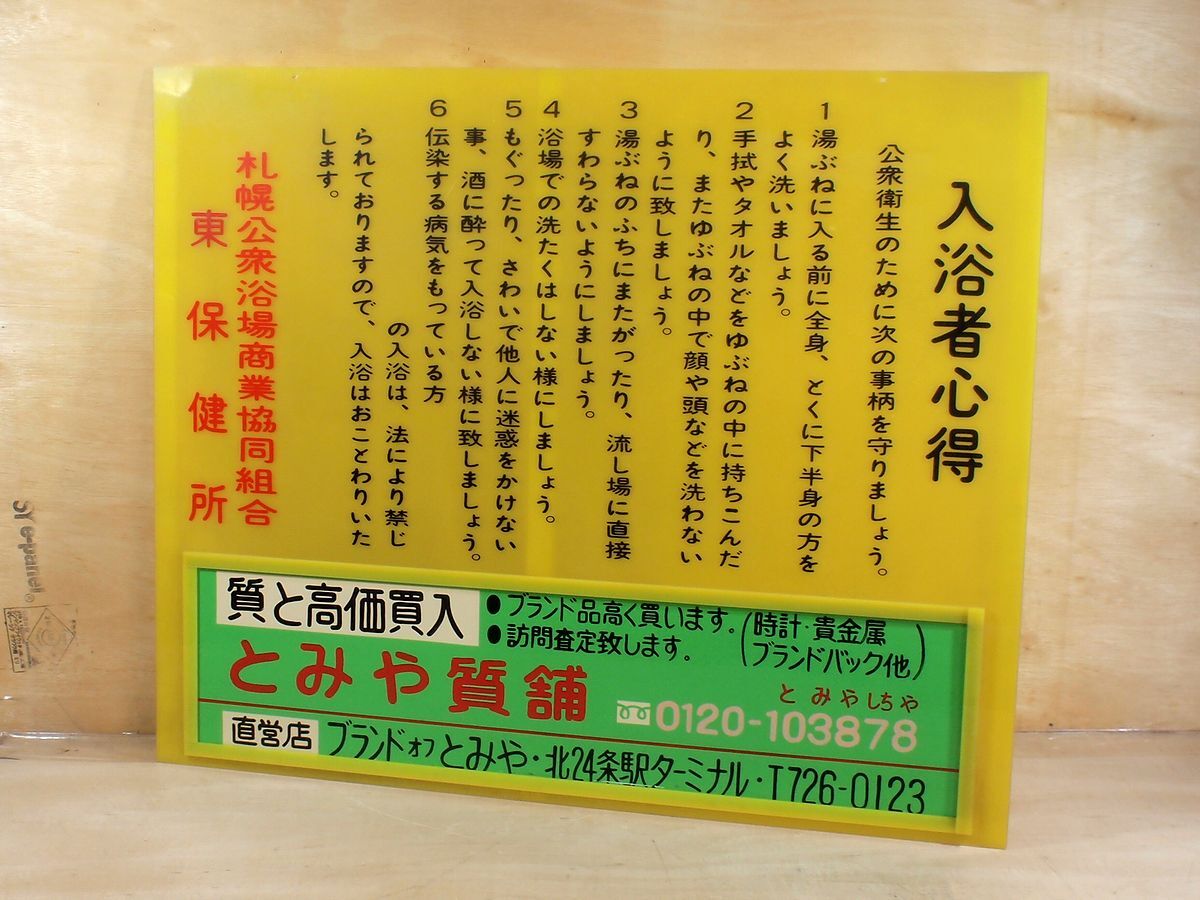 入浴者心得
公衆衛生のために次の事柄を守りましょう。
1 湯ぶねに入る前に全身、とくに下半身の方を
よく洗いましょう。
2 手拭やタオルなどをゆぶねの中に持ちこんだ
り、またゆぶねの中で顔や頭などを洗わない
ように致しましょう。
3 湯ぶねのふちにまたがったり、流し場に直接
すわらないようにしましょう。
4 浴場での洗たくはしない様にしましょう。
5 もぐったり、さわいで他人に迷惑をかけない
事、酒に酔って入浴しない様に致しましょう。
6 伝染する病気をもっている方
の入浴は、法により禁じ
られておりますので、入浴はおことわりいた
します。
札幌公衆浴場商業協同組合
東保健所
質と高価買入
●ブランド品高く買います。(時計・貴金属
ブランドバック他)
●訪問査定致します。
とみや質舗
とみやしちや
0120-103878
直営店 ブランドオフとみや・北24条駅ターミナル・T726-0123
SY e-panel®